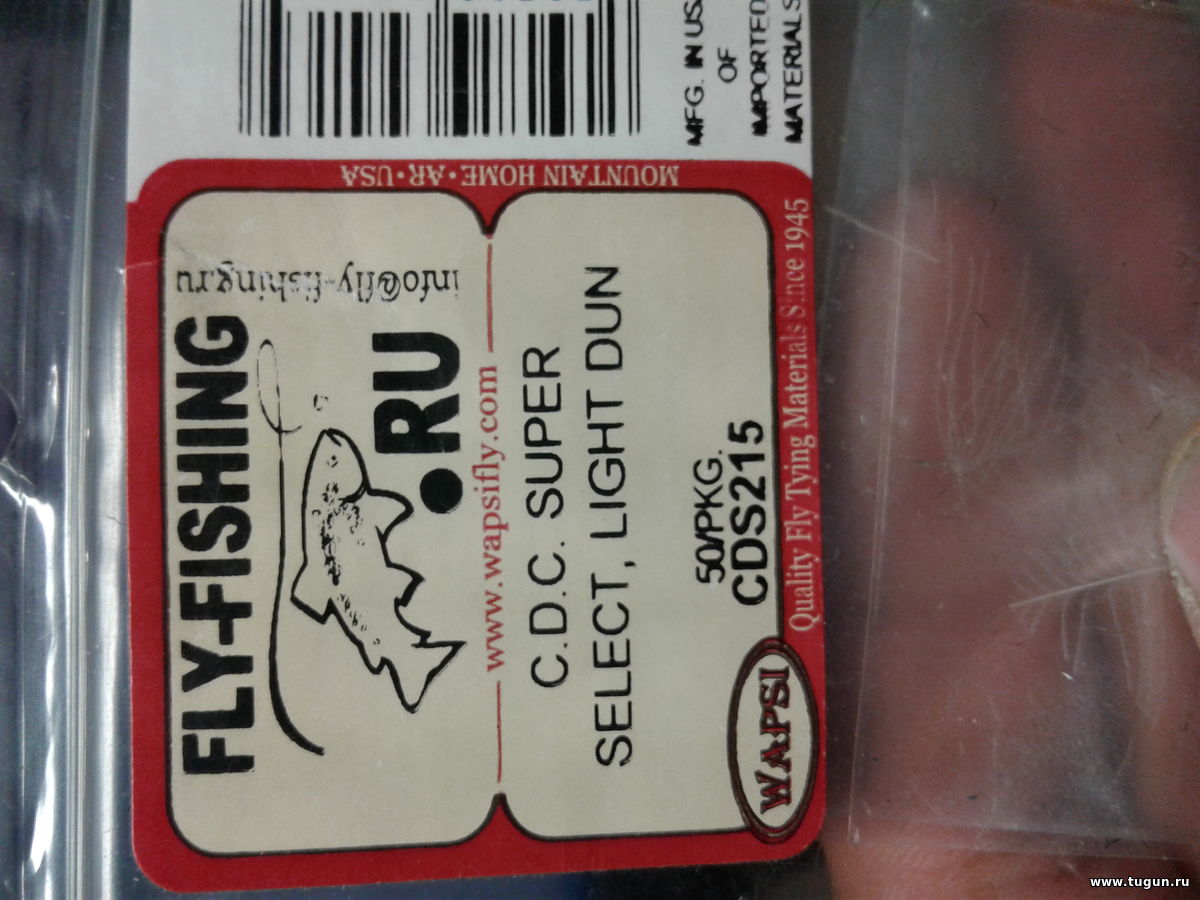 FLY-FISHING
.RU
info@fly-fishing.ru
www.wapsifly.com
C.D.C. SUPER
SELECT, LIGHT DUN
50/PKG.
CDS215
WAPSI
Quality Fly Tying Materials Since 1945
MOUNTAIN HOME•AR•USA
MFG. IN USA
OF
IMPORTED
MATERIALS
www.tugun.ru